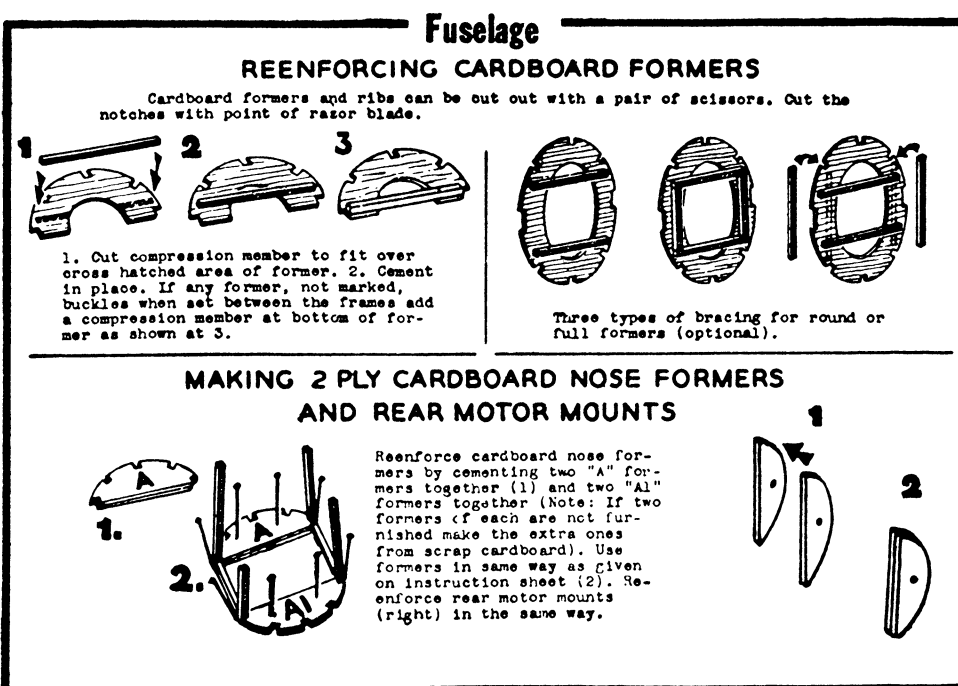 Fuselage
REENFORCING CARDBOARD FORMERS
Cardboard formers and ribs can be cut out with a pair of scissors. Cut the
notches with point of razor blade.
1 2 3
1. Cut compression member to fit over
cross hatched area of former. 2. Cement
in place. If any former, not marked,
buckles when set between the frames add
a compression member at bottom of for-
mer as shown at 3.
Three types of bracing for round or
full formers (optional).
MAKING 2 PLY CARDBOARD NOSE FORMERS
AND REAR MOTOR MOUNTS
A
1.
A
2.
A1
Reenforce cardboard nose for-
mers by cementing two "A" for-
mers together (1) and two "A1"
formers together (Note: If two
formers of each are not fur-
nished make the extra ones
from scrap cardboard). Use
formers in same way as given
on instruction sheet (2). Re-
enforce rear motor mounts
(right) in the same way.
1
2